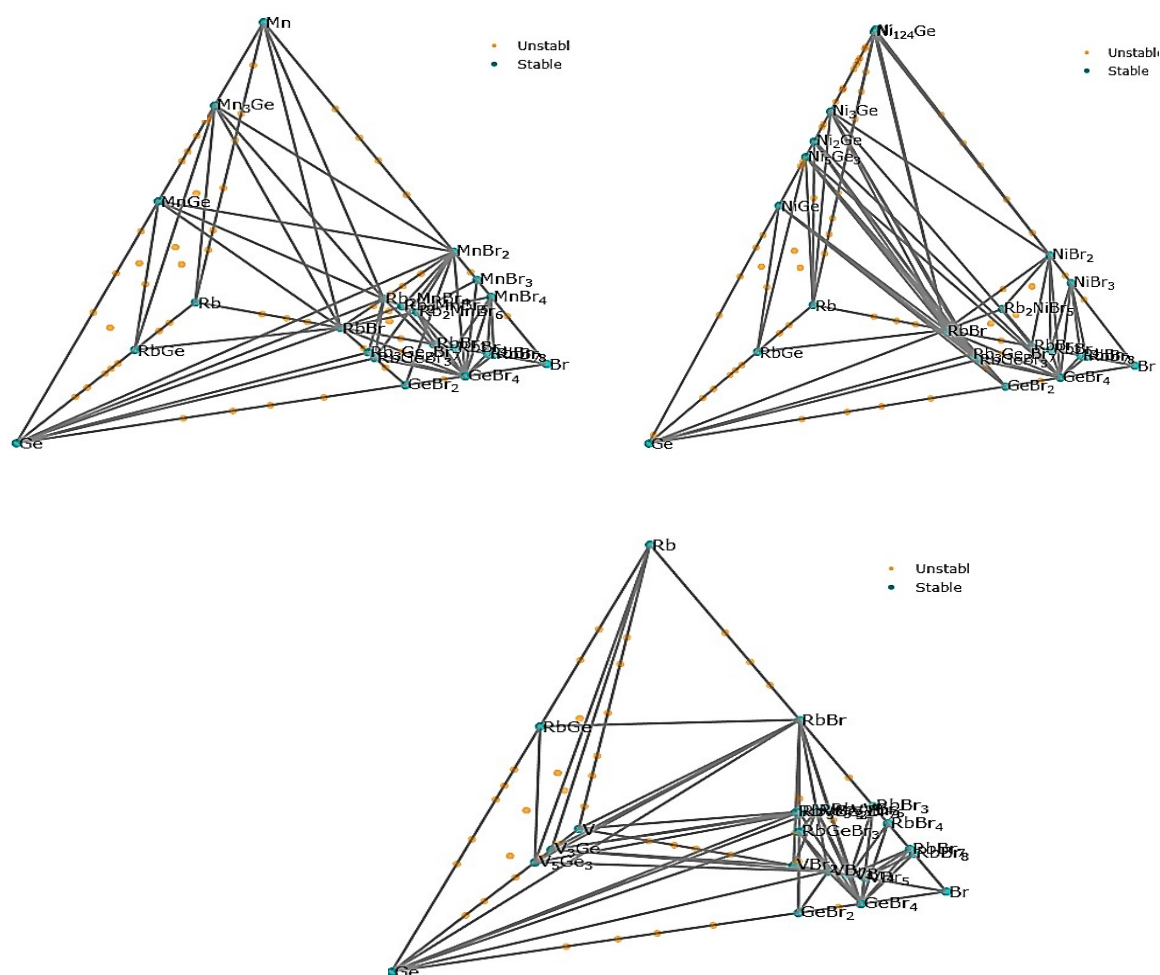 Mn
Unstabl
Stable
Mn₃Ge
MnGe
MnBr₂
MnBr₃
MnBr₄
Rb
RbBr
RbGe
RbGeBr₃
GeBr₄
GeBr₂
Br
Ge
Ni₁₂₄Ge
Unstable
Stable
Ni₃Ge
Ni₂Ge
Ni₅Ge₃
NiGe
NiBr₂
NiBr₃
Rb
Rb₂NiBr₅
RbBr
RbGe
GeBr₄
GeBr₂
Br
Ge
Rb
Unstabl
Stable
RbGe
RbBr
RbBr₃
RbBr₄
RbGeBr₃
V
V₃Ge
V₅Ge₃
VBr₂
Br
GeBr₂
GeBr₄
Ge